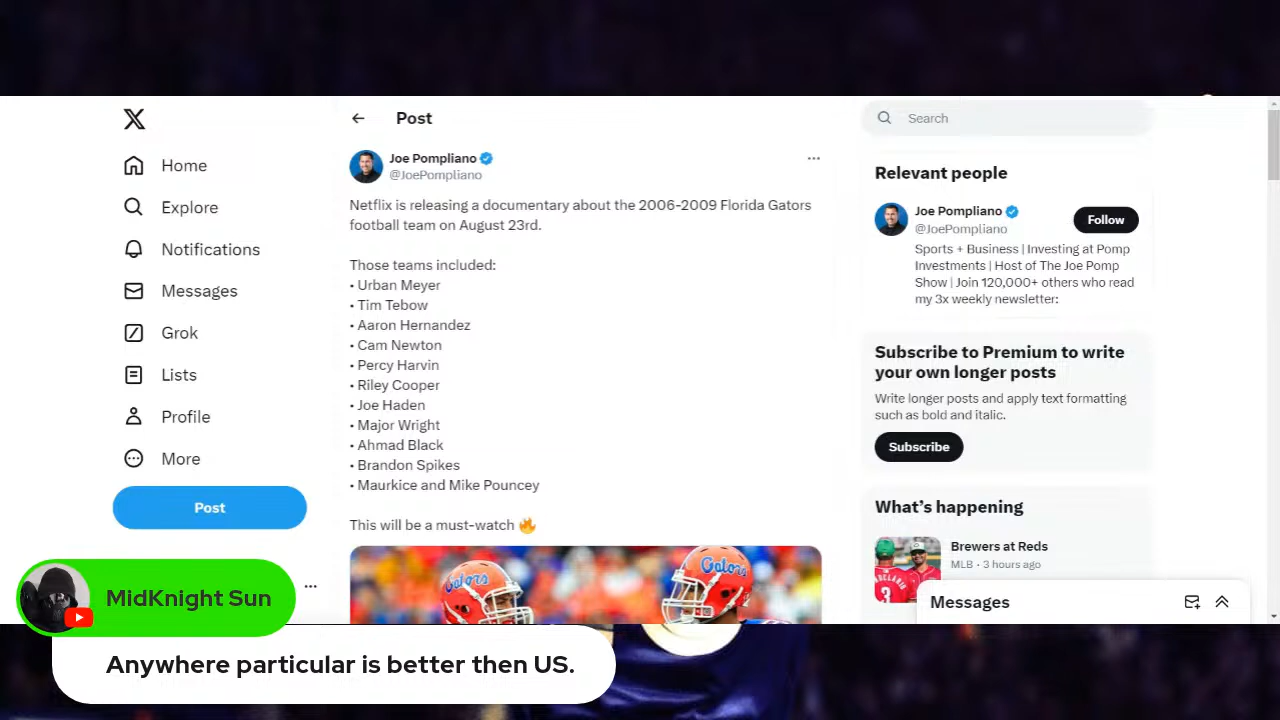 Home
Explore
Notifications
Messages
Grok
Lists
Profile
More
Post
Post
Joe Pompliano
@JoePompliano
Netflix is releasing a documentary about the 2006-2009 Florida Gators
football team on August 23rd.
Those teams included:
• Urban Meyer
• Tim Tebow
• Aaron Hernandez
• Cam Newton
• Percy Harvin
• Riley Cooper
• Joe Haden
• Major Wright
• Ahmad Black
• Brandon Spikes
• Maurkice and Mike Pouncey
This will be a must-watch 🔥
Gators
Gators
Search
Relevant people
Joe Pompliano
@JoePompliano
Follow
Sports + Business | Investing at Pomp
Investments | Host of The Joe Pomp
Show | Join 120,000+ others who read
my 3x weekly newsletter:
Subscribe to Premium to write
your own longer posts
Write longer posts and apply text formatting
such as bold and italic.
Subscribe
What's happening
Brewers at Reds
MLB · 3 hours ago
Messages
MidKnight Sun
Anywhere particular is better then US.